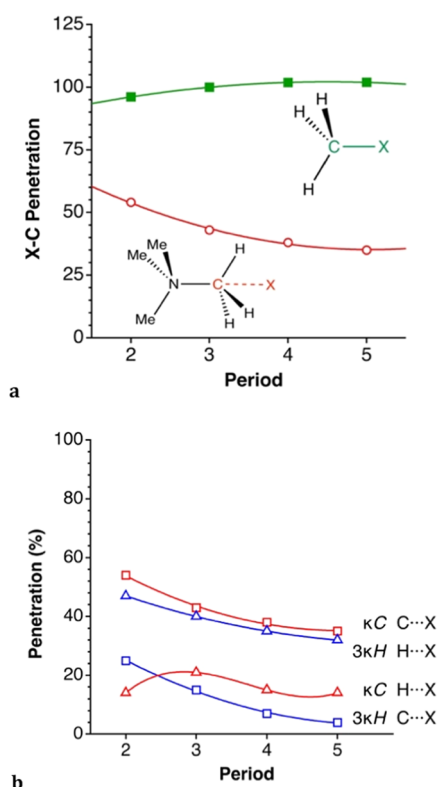 125
100
75
50
25
0
X-C Penetration
H
H
C
X
H
Me
Me
N
Me
H
C
X
H
H
2 3 4 5
Period
a
100
80
60
40
20
0
Penetration (%)
κC C···X
3κH H···X
κC H···X
3κH C···X
2 3 4 5
Period
b